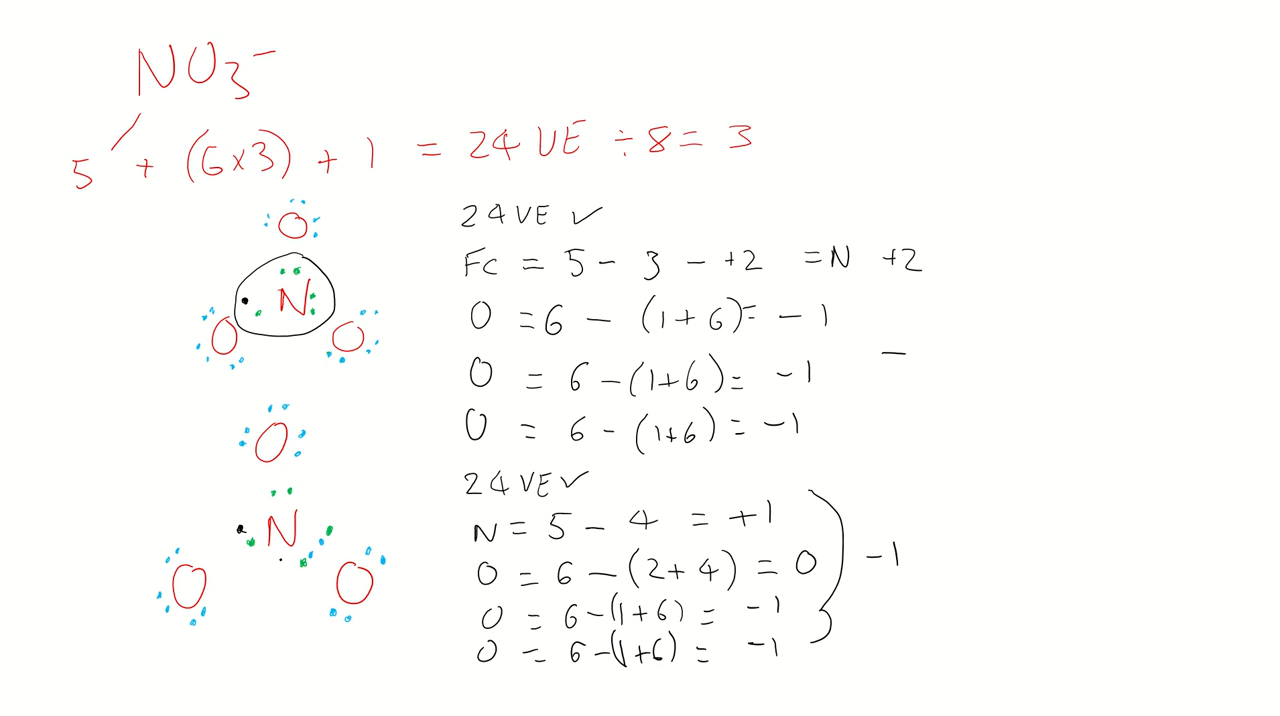 NO3-
5 + (6x3) + 1 = 24 VE ÷ 8 = 3
24 VE ✓
FC = 5 - 3 - +2 = N +2
O = 6 - (1+6) = -1
O = 6 - (1+6) = -1 -
O = 6 - (1+6) = -1
O
N
O O
24 VE ✓
N = 5 - 4 = +1
O = 6 - (2+4) = 0 } -1
O = 6 - (1+6) = -1
O = 6 - (1+6) = -1
O
N
O O